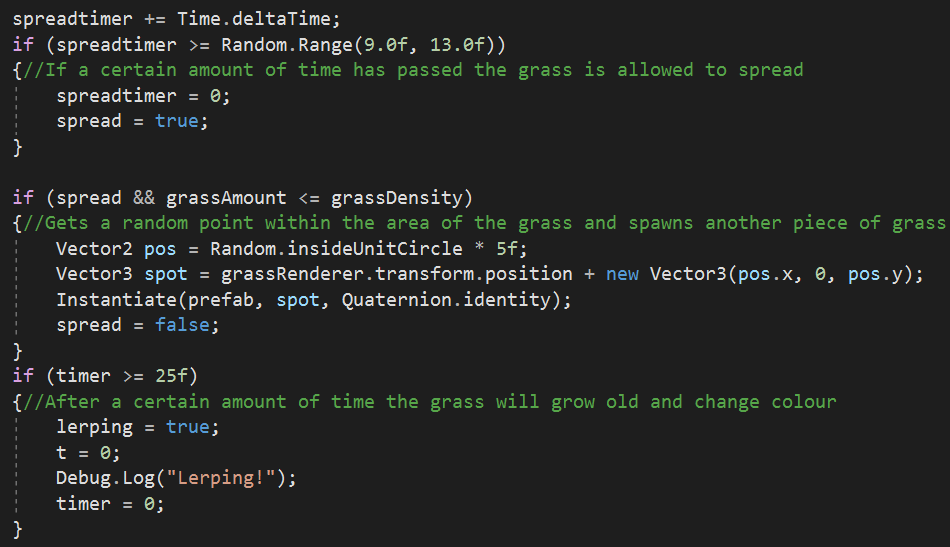 spreadtimer += Time.deltaTime;
if (spreadtimer >= Random.Range(9.0f, 13.0f))
{//If a certain amount of time has passed the grass is allowed to spread
    spreadtimer = 0;
    spread = true;
}

if (spread && grassAmount <= grassDensity)
{//Gets a random point within the area of the grass and spawns another piece of grass
    Vector2 pos = Random.insideUnitCircle * 5f;
    Vector3 spot = grassRenderer.transform.position + new Vector3(pos.x, 0, pos.y);
    Instantiate(prefab, spot, Quaternion.identity);
    spread = false;
}
if (timer >= 25f)
{//After a certain amount of time the grass will grow old and change colour
    lerping = true;
    t = 0;
    Debug.Log("Lerping!");
    timer = 0;
}